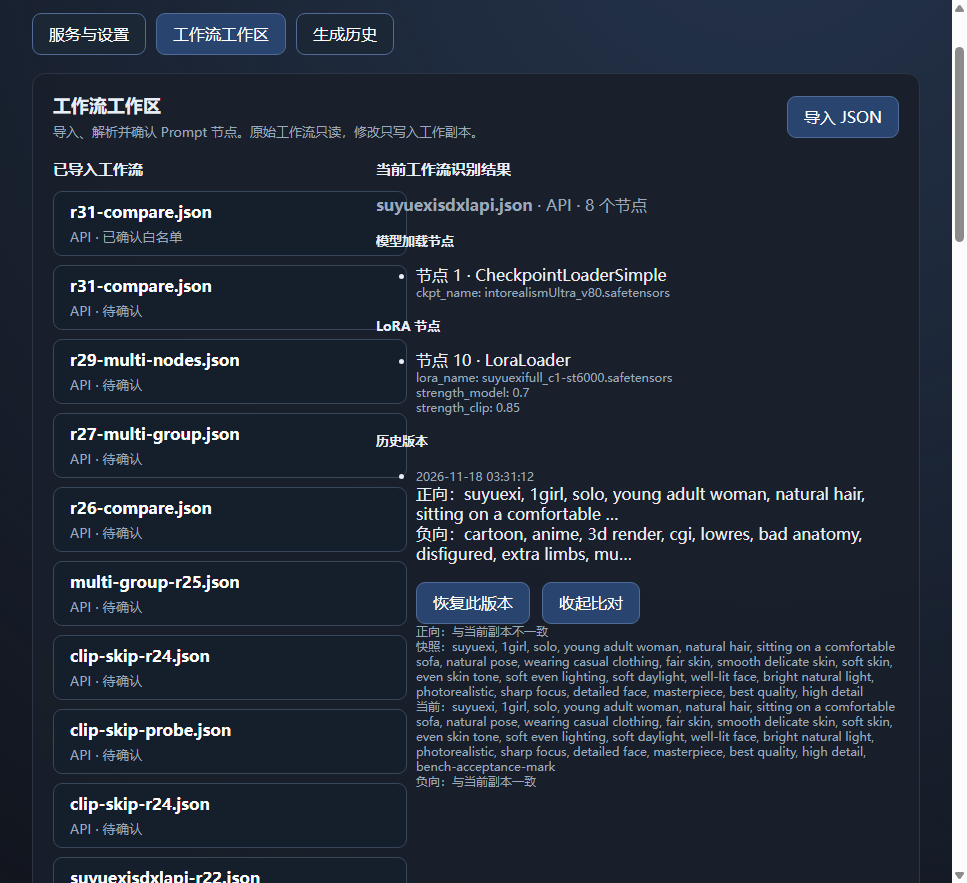 服务与设置
工作流工作区
生成历史
工作流工作区
导入、解析并确认 Prompt 节点。原始工作流只读，修改只写入工作副本。
导入 JSON
已导入工作流
r31-compare.json
API · 已确认白名单
r31-compare.json
API · 待确认
r29-multi-nodes.json
API · 待确认
r27-multi-group.json
API · 待确认
r26-compare.json
API · 待确认
multi-group-r25.json
API · 待确认
clip-skip-r24.json
API · 待确认
clip-skip-probe.json
API · 待确认
clip-skip-r24.json
API · 待确认
suyuexisdxlapi-r22.json
当前工作流识别结果
suyuexisdxlapi.json · API · 8 个节点
模型加载节点
节点 1 · CheckpointLoaderSimple
ckpt_name: intorealismUltra_v80.safetensors
LoRA 节点
节点 10 · LoraLoader
lora_name: suyuexifull_c1-st6000.safetensors
strength_model: 0.7
strength_clip: 0.85
历史版本
2026-11-18 03:31:12
正向：suyuexi, 1girl, solo, young adult woman, natural hair,
sitting on a comfortable ...
负向：cartoon, anime, 3d render, cgi, lowres, bad anatomy,
disfigured, extra limbs, mu...
恢复此版本
收起比对
正向：与当前副本不一致
快照：suyuexi, 1girl, solo, young adult woman, natural hair, sitting on a comfortable
sofa, natural pose, wearing casual clothing, fair skin, smooth delicate skin, soft skin,
even skin tone, soft even lighting, soft daylight, well-lit face, bright natural light,
photorealistic, sharp focus, detailed face, masterpiece, best quality, high detail
当前：suyuexi, 1girl, solo, young adult woman, natural hair, sitting on a comfortable
sofa, natural pose, wearing casual clothing, fair skin, smooth delicate skin, soft skin,
even skin tone, soft even lighting, soft daylight, well-lit face, bright natural light,
photorealistic, sharp focus, detailed face, masterpiece, best quality, high detail,
bench-acceptance-mark
负向：与当前副本一致